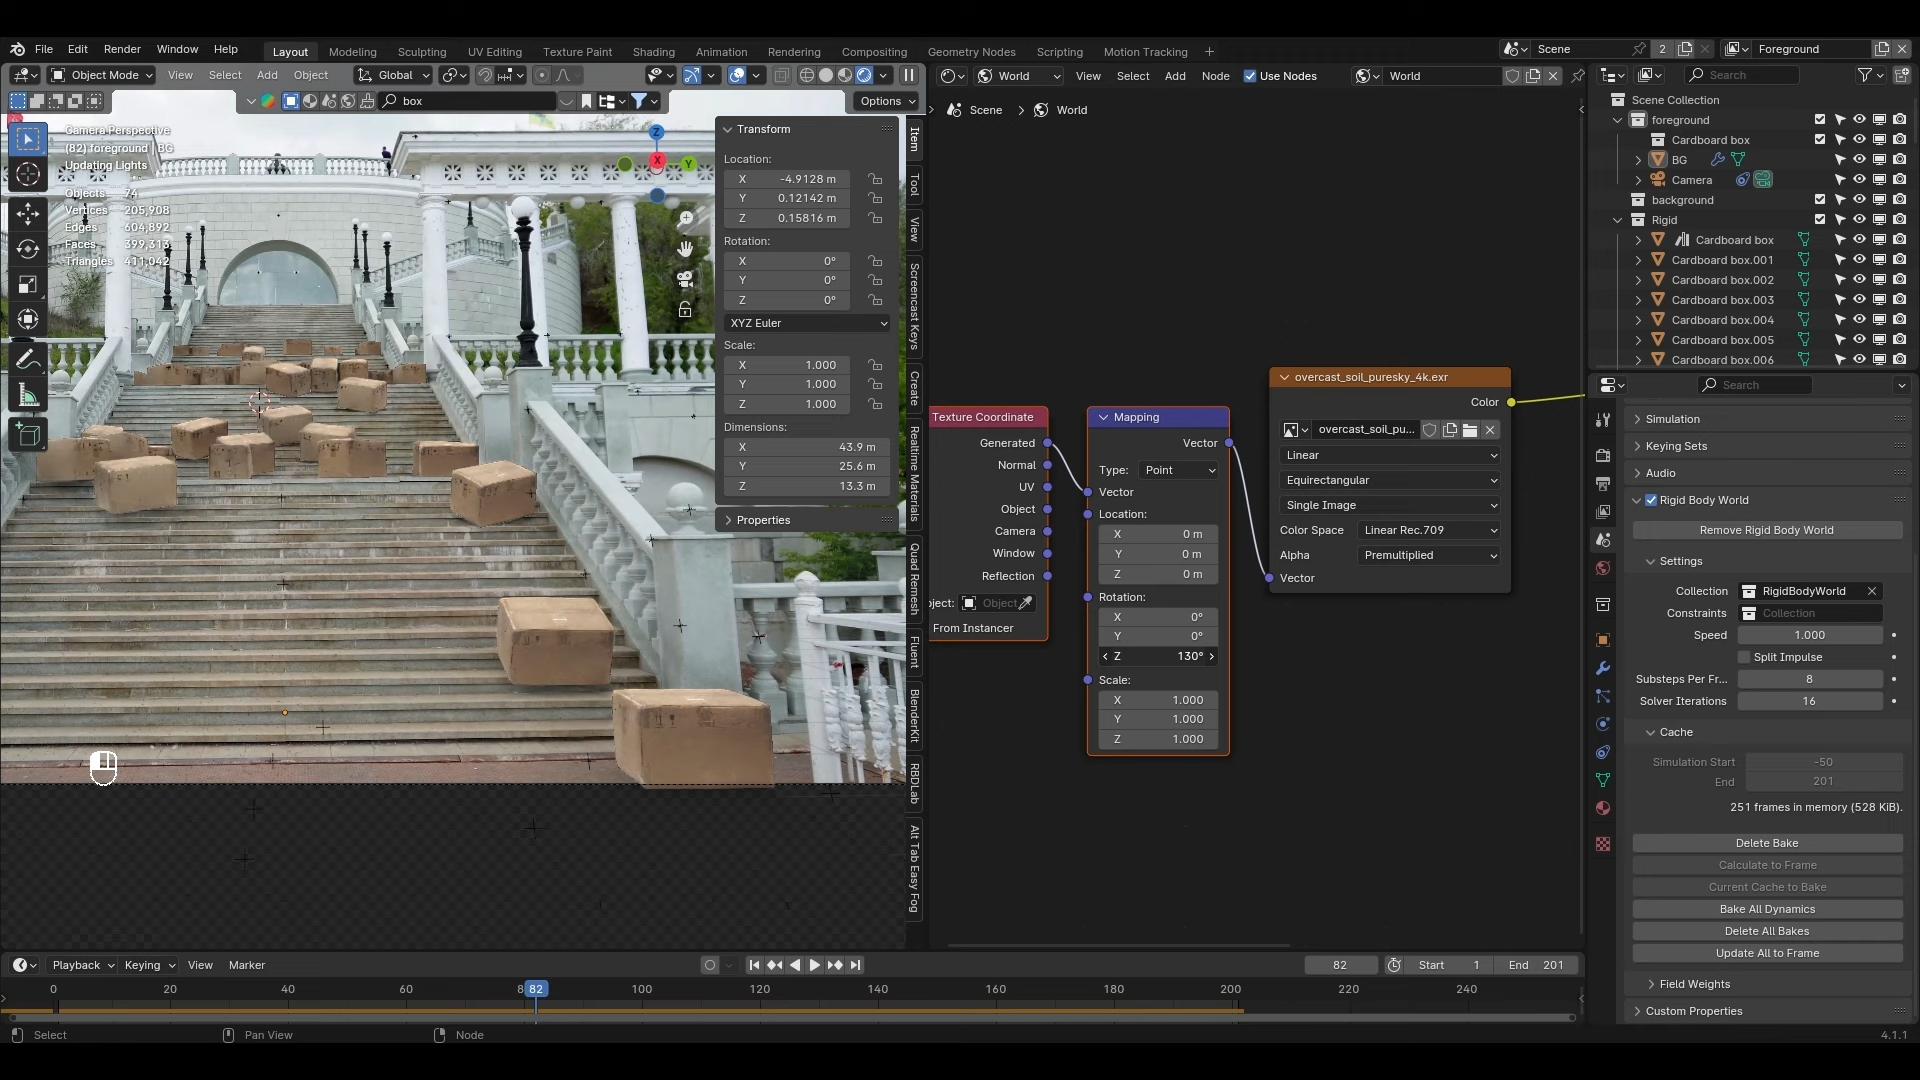 File Edit Render Window Help
Layout Modeling Sculpting UV Editing Texture Paint Shading Animation Rendering Compositing Geometry Nodes Scripting Motion Tracking +
Scene 2 Foreground
Object Mode View Select Add Object Global
box Options
World View Select Add Node Use Nodes World
Scene > World
Camera Perspective
(82) foreground | BG
Updating Lights
Objects 74
Vertices 205,908
Edges 604,892
Faces 399,313
Triangles 411,042
Z
X
Y
Transform
Location:
X -4.9128 m
Y 0.12142 m
Z 0.15816 m
Rotation:
X 0°
Y 0°
Z 0°
XYZ Euler
Scale:
X 1.000
Y 1.000
Z 1.000
Dimensions:
X 43.9 m
Y 25.6 m
Z 13.3 m
Properties
Item
Tool
View
Screencast Keys
Create
Realtime Materials
Quad Remesh
Fluent
BlenderKit
RBDLab
Alt Tab Easy Fog
Texture Coordinate
Generated
Normal
UV
Object
Camera
Window
Reflection
bject: Object
From Instancer
Mapping
Vector
Type: Point
Vector
Location:
X 0 m
Y 0 m
Z 0 m
Rotation:
X 0°
Y 0°
Z 130°
Scale:
X 1.000
Y 1.000
Z 1.000
overcast_soil_puresky_4k.exr
Color
overcast_soil_pu...
Linear
Equirectangular
Single Image
Color Space Linear Rec.709
Alpha Premultiplied
Vector
Search
Scene Collection
foreground
Cardboard box
BG
Camera
background
Rigid
Cardboard box
Cardboard box.001
Cardboard box.002
Cardboard box.003
Cardboard box.004
Cardboard box.005
Cardboard box.006
Search
Simulation
Keying Sets
Audio
Rigid Body World
Remove Rigid Body World
Settings
Collection RigidBodyWorld
Constraints Collection
Speed 1.000
Split Impulse
Substeps Per Fr... 8
Solver Iterations 16
Cache
Simulation Start -50
End 201
251 frames in memory (528 KiB).
Delete Bake
Calculate to Frame
Current Cache to Bake
Bake All Dynamics
Delete All Bakes
Update All to Frame
Field Weights
Custom Properties
Playback Keying View Marker
82 Start 1 End 201
0 20 40 60 8 82 100 120 140 160 180 200 220 240
Select Pan View Node
4.1.1